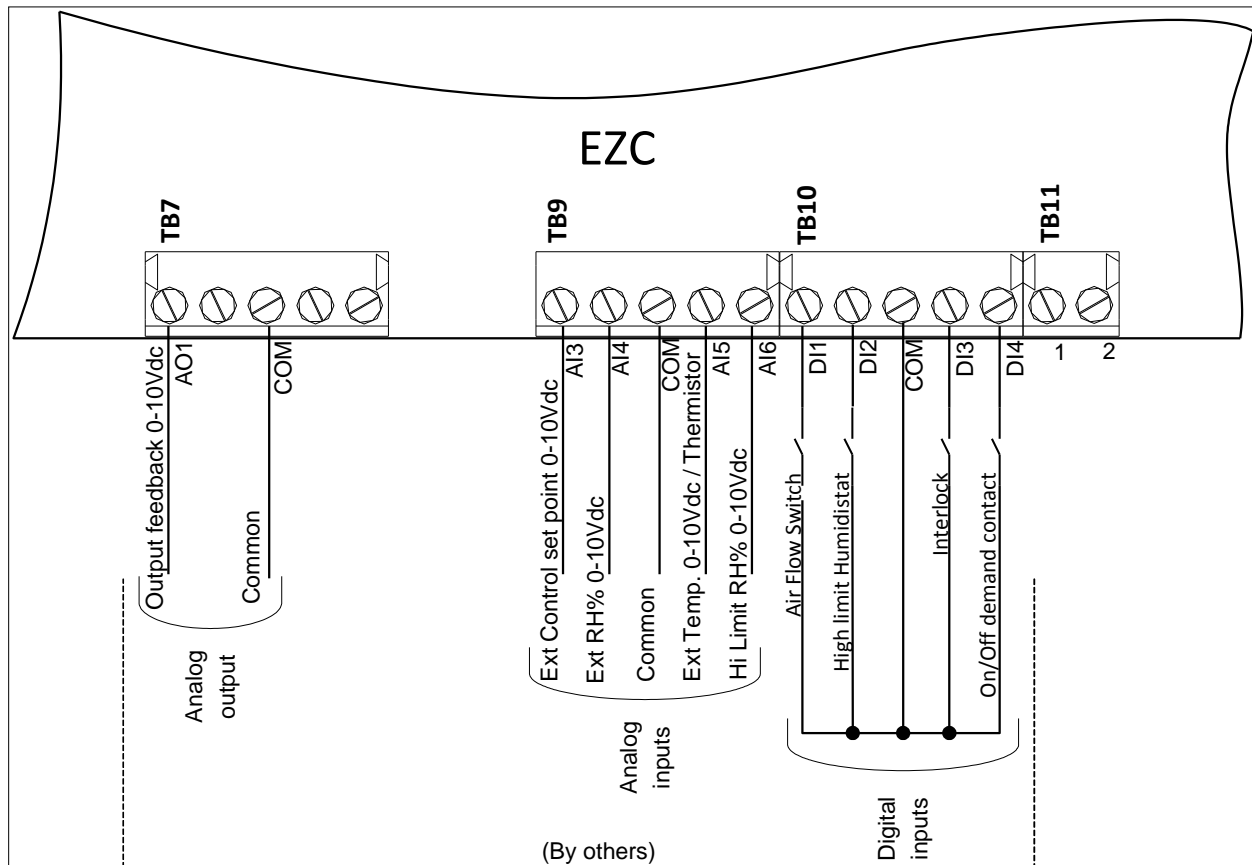 EZC
TB7
TB9
TB10
TB11
AO1
COM
AI3
AI4
COM
AI5
AI6
DI1
DI2
COM
DI3
DI4
1
2
Output feedback 0-10Vdc
Common
Ext Control set point 0-10Vdc
Ext RH% 0-10Vdc
Common
Ext Temp. 0-10Vdc / Thermistor
Hi Limit RH% 0-10Vdc
Air Flow Switch
High limit Humidistat
Interlock
On/Off demand contact
Analog
output
Analog
inputs
Digital
inputs
(By others)